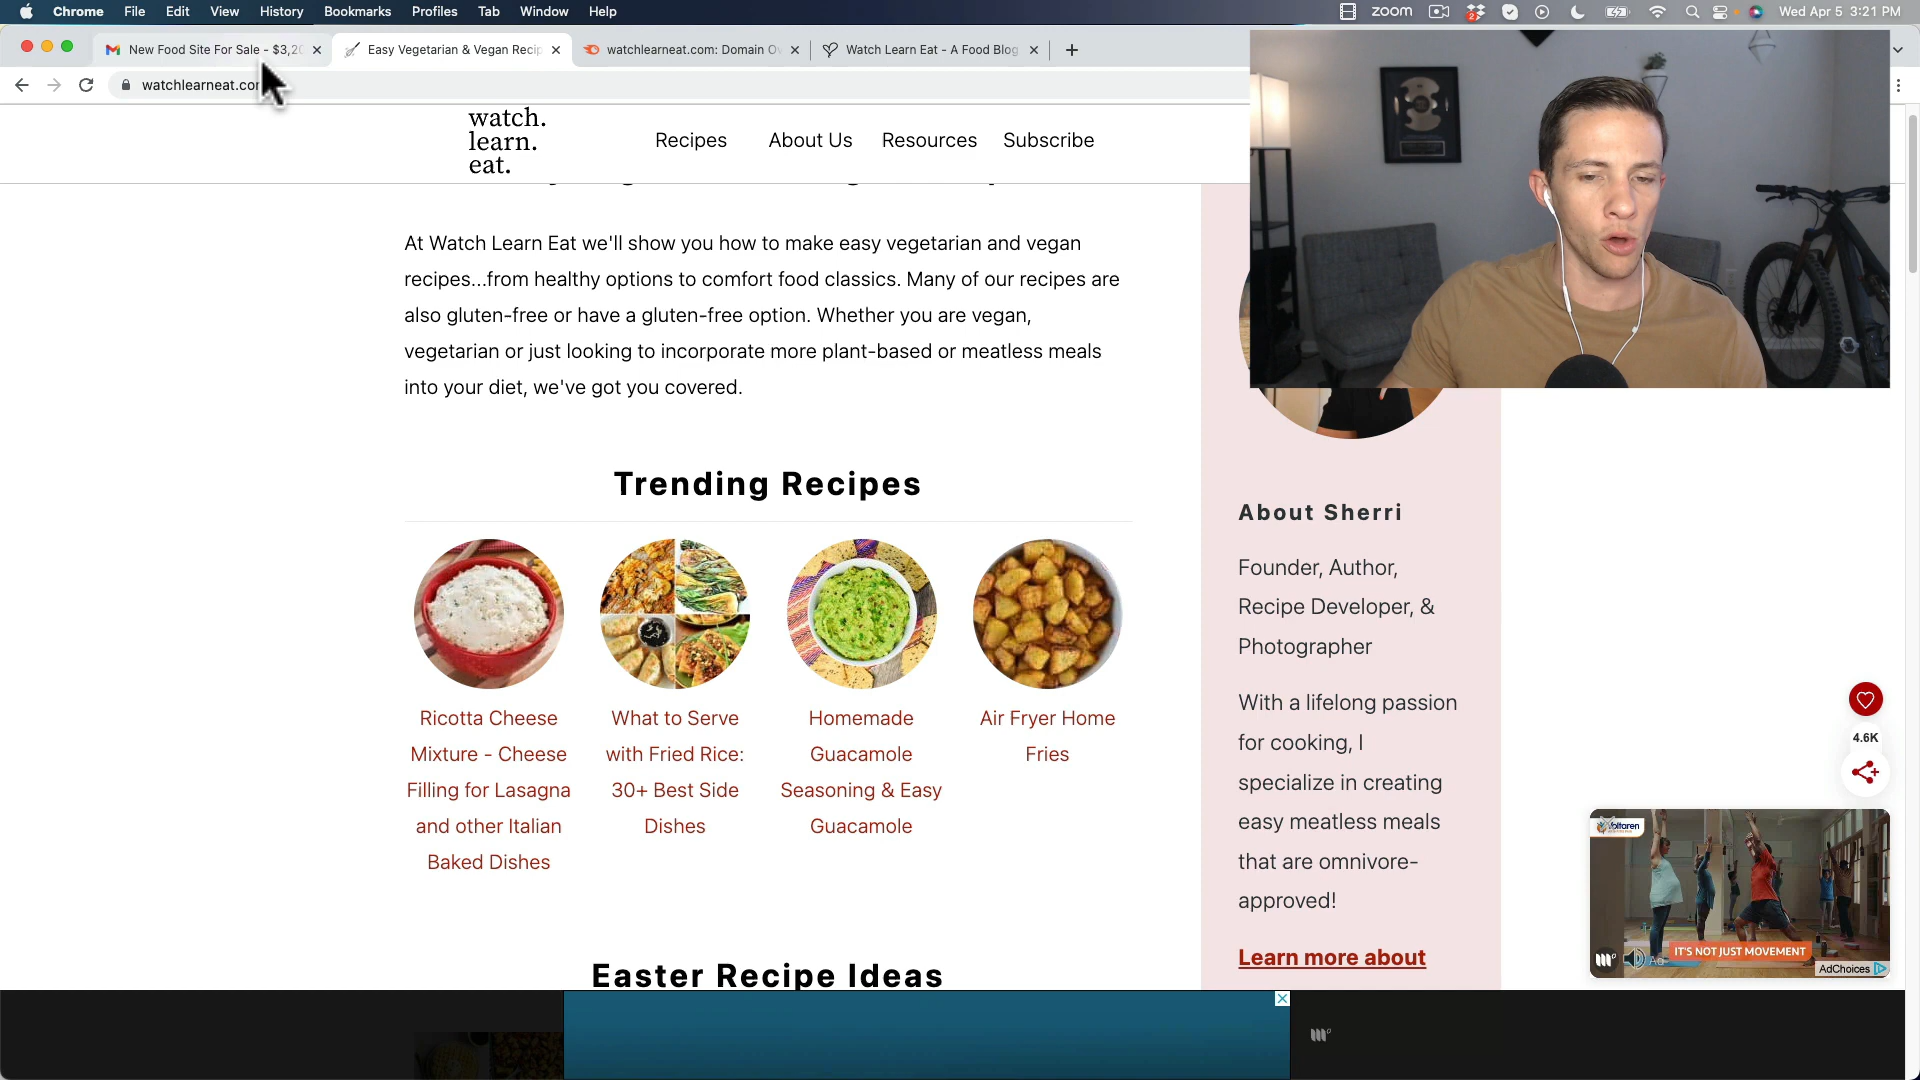 Chrome File Edit View History Bookmarks Profiles Tab Window Help
zoom 2 Wed Apr 5 3:21 PM
New Food Site For Sale - $3,20
Easy Vegetarian & Vegan Recip
watchlearneat.com: Domain Ov
Watch Learn Eat - A Food Blog
watchlearneat.com
watch.
learn.
eat.
Recipes About Us Resources Subscribe
At Watch Learn Eat we'll show you how to make easy vegetarian and vegan
recipes...from healthy options to comfort food classics. Many of our recipes are
also gluten-free or have a gluten-free option. Whether you are vegan,
vegetarian or just looking to incorporate more plant-based or meatless meals
into your diet, we've got you covered.
Trending Recipes
Ricotta Cheese
Mixture - Cheese
Filling for Lasagna
and other Italian
Baked Dishes
What to Serve
with Fried Rice:
30+ Best Side
Dishes
Homemade
Guacamole
Seasoning & Easy
Guacamole
Air Fryer Home
Fries
Easter Recipe Ideas
About Sherri
Founder, Author,
Recipe Developer, &
Photographer
With a lifelong passion
for cooking, I
specialize in creating
easy meatless meals
that are omnivore-
approved!
Learn more about
4.6K
IT'S NOT JUST MOVEMENT
Ad
AdChoices